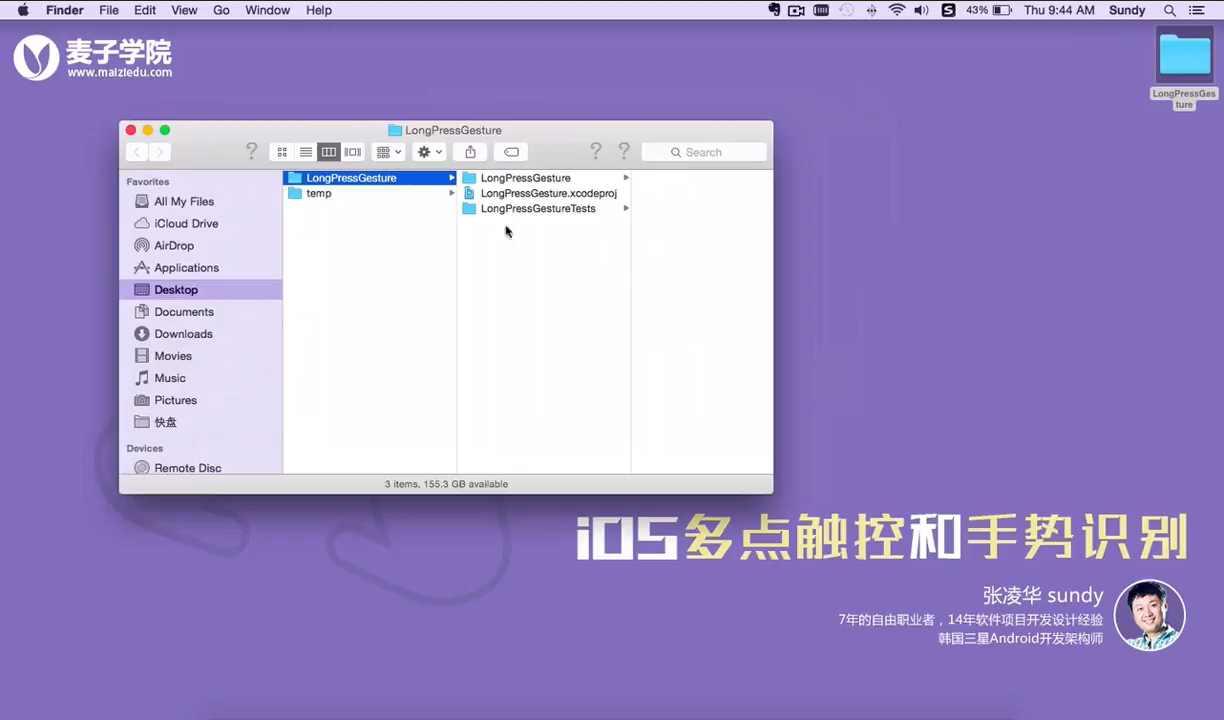 Finder File Edit View Go Window Help 43% Thu 9:44 AM Sundy
麦子学院
www.maiziedu.com
LongPressGes
ture
LongPressGesture
Search
Favorites
All My Files
iCloud Drive
AirDrop
Applications
Desktop
Documents
Downloads
Movies
Music
Pictures
快盘
Devices
Remote Disc
LongPressGesture
temp
LongPressGesture
LongPressGesture.xcodeproj
LongPressGestureTests
3 items, 155.3 GB available
iOS多点触控和手势识别
张凌华 sundy
7年的自由职业者，14年软件项目开发设计经验
韩国三星Android开发架构师